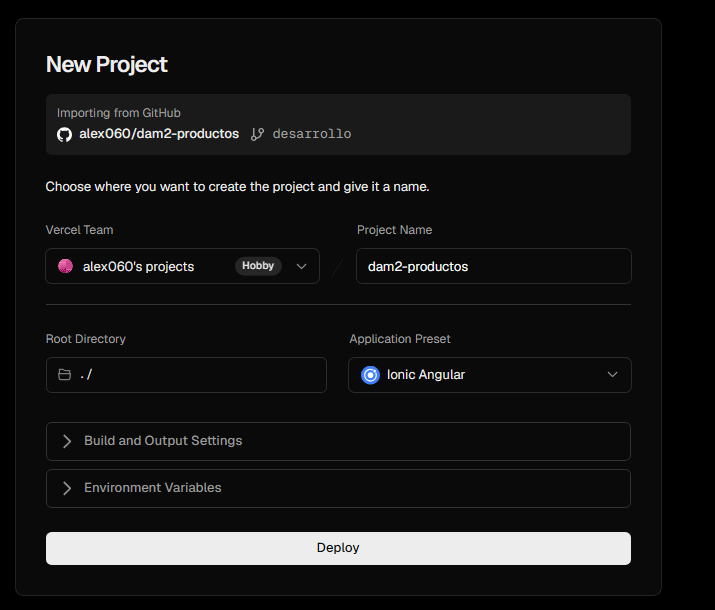 New Project
Importing from GitHub
alex060/dam2-productos desarrollo
Choose where you want to create the project and give it a name.
Vercel Team Project Name
alex060's projects Hobby / dam2-productos
Root Directory Application Preset
./ Ionic Angular
Build and Output Settings
Environment Variables
Deploy